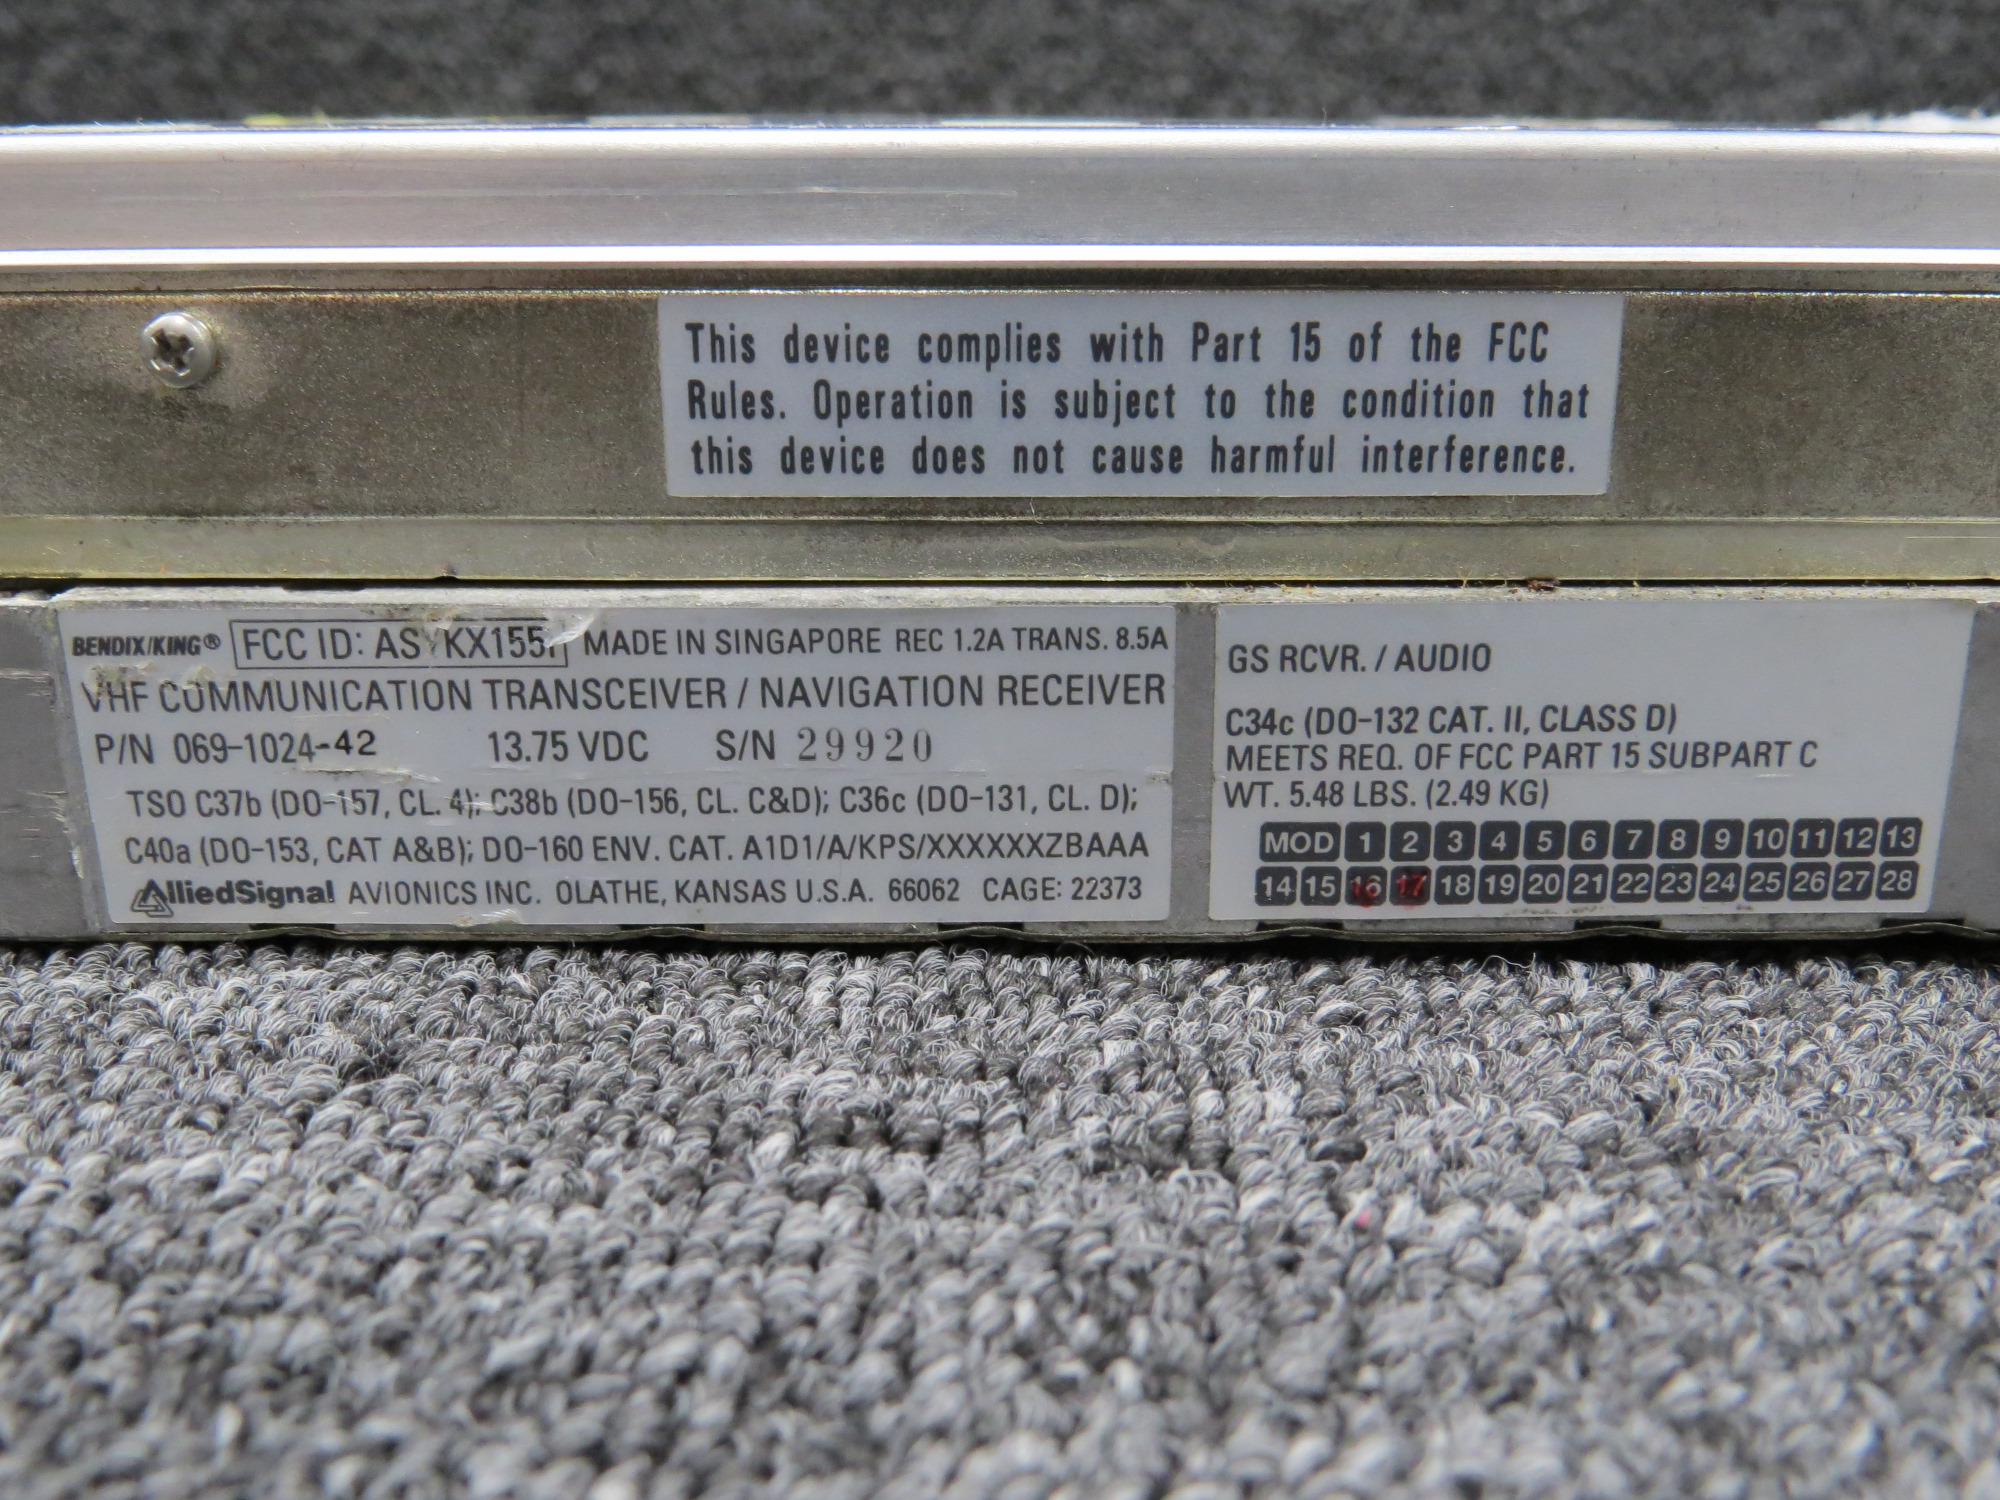 This device complies with Part 15 of the FCC
Rules. Operation is subject to the condition that
this device does not cause harmful interference.
BENDIX/KING® FCC ID: AS KX155 MADE IN SINGAPORE REC 1.2A TRANS. 8.5A
VHF COMMUNICATION TRANSCEIVER / NAVIGATION RECEIVER
P/N 069-1024-42 13.75 VDC S/N 29920
TSO C37b (DO-157, CL. 4); C38b (DO-156, CL. C&D); C36c (DO-131, CL. D);
C40a (DO-153, CAT A&B); DO-160 ENV. CAT. A1D1/A/KPS/XXXXXXZBAAA
AlliedSignal AVIONICS INC. OLATHE, KANSAS U.S.A. 66062 CAGE: 22373
GS RCVR. / AUDIO
C34c (DO-132 CAT. II, CLASS D)
MEETS REQ. OF FCC PART 15 SUBPART C
WT. 5.48 LBS. (2.49 KG)
MOD 1 2 3 4 5 6 7 8 9 10 11 12 13
14 15 16 17 18 19 20 21 22 23 24 25 26 27 28